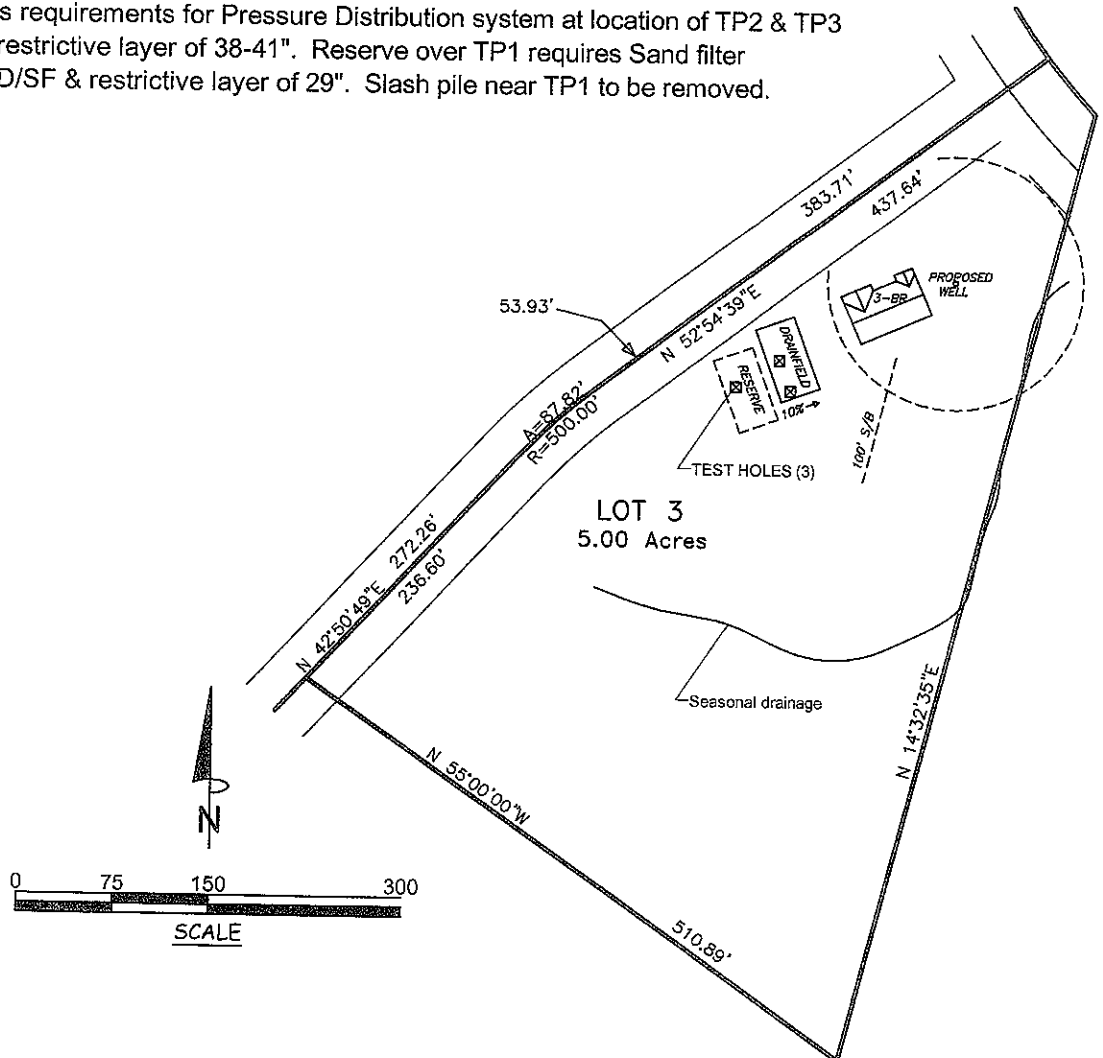 s requirements for Pressure Distribution system at location of TP2 & TP3
restrictive layer of 38-41". Reserve over TP1 requires Sand filter
D/SF & restrictive layer of 29". Slash pile near TP1 to be removed.
383.71'
437.64'
53.93'
N 52°54'39"E
PROPOSED
WELL
3-BR
DRAINFIELD
RESERVE
10%
A=87.82'
R=500.00'
100' S/B
TEST HOLES (3)
LOT 3
5.00 Acres
N 42°50'49"E 272.26'
236.60'
Seasonal drainage
N 14°32'35"E
N 55°00'00"W
510.89'
N
0 75 150 300
SCALE